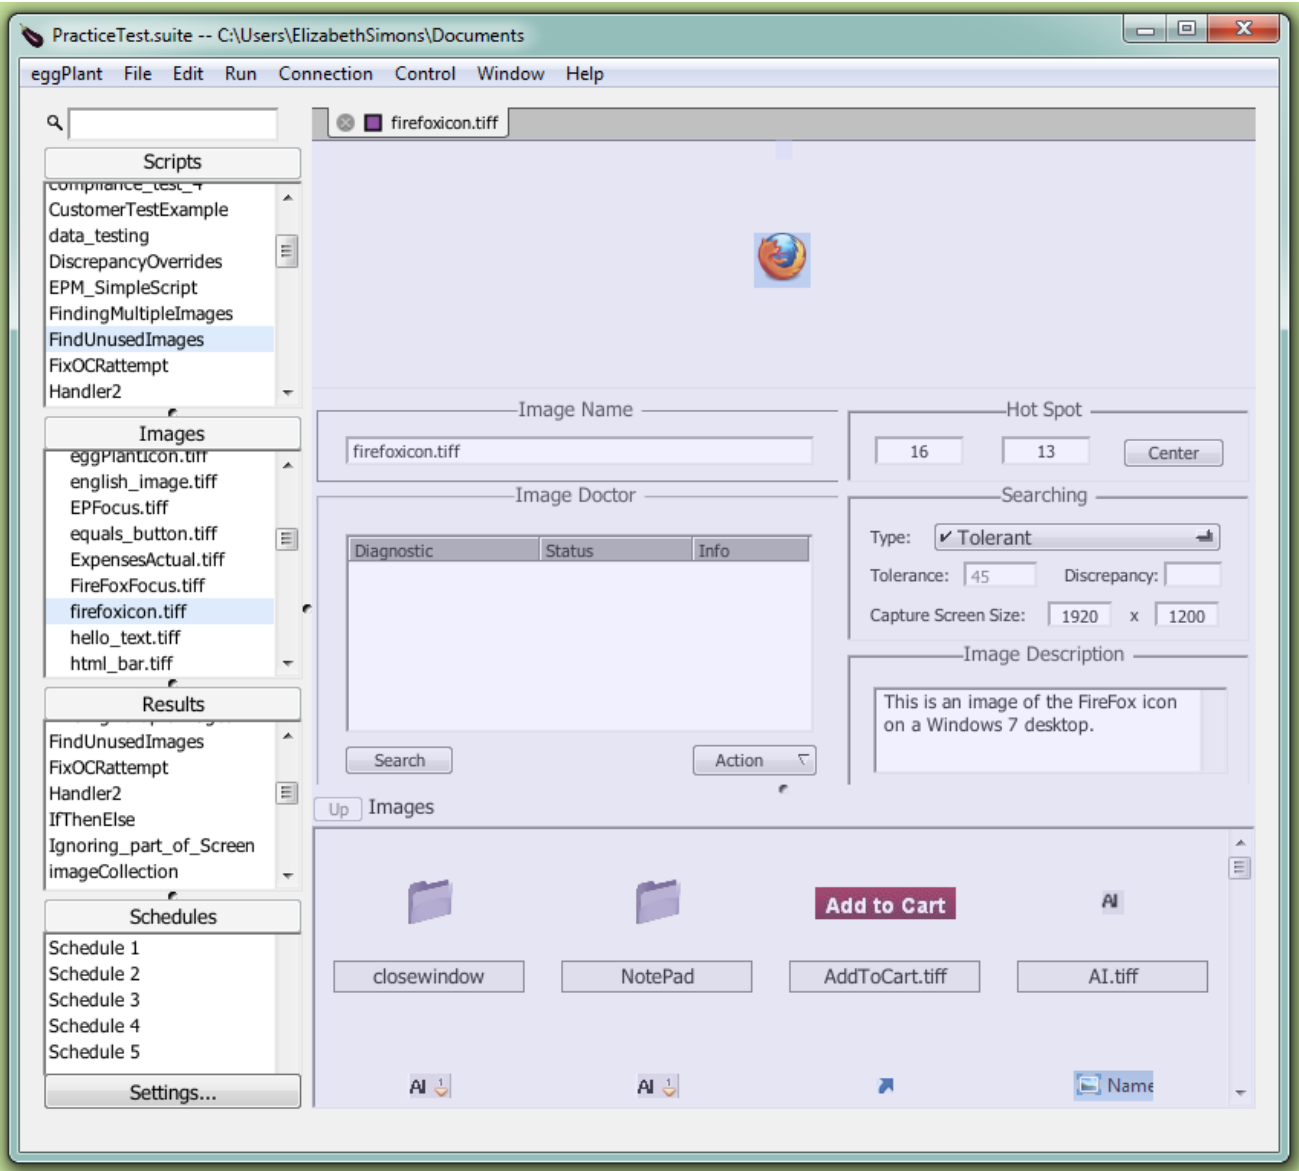 PracticeTest.suite -- C:\Users\ElizabethSimons\Documents
eggPlant File Edit Run Connection Control Window Help
firefoxicon.tiff
Scripts
compliance_test_4
CustomerTestExample
data_testing
DiscrepancyOverrides
EPM_SimpleScript
FindingMultipleImages
FindUnusedImages
FixOCRattempt
Handler2
Images
eggPlantIcon.tiff
english_image.tiff
EPFocus.tiff
equals_button.tiff
ExpensesActual.tiff
FireFoxFocus.tiff
firefoxicon.tiff
hello_text.tiff
html_bar.tiff
Results
FindUnusedImages
FixOCRattempt
Handler2
IfThenElse
Ignoring_part_of_Screen
imageCollection
Schedules
Schedule 1
Schedule 2
Schedule 3
Schedule 4
Schedule 5
Settings...
Image Name
firefoxicon.tiff
Hot Spot
16 13 Center
Image Doctor
Diagnostic Status Info
Search Action
Searching
Type: ✔ Tolerant
Tolerance: 45 Discrepancy:
Capture Screen Size: 1920 x 1200
Image Description
This is an image of the FireFox icon
on a Windows 7 desktop.
Up Images
Add to Cart AI
closewindow NotePad AddToCart.tiff AI.tiff
AI 1 AI 1 Name